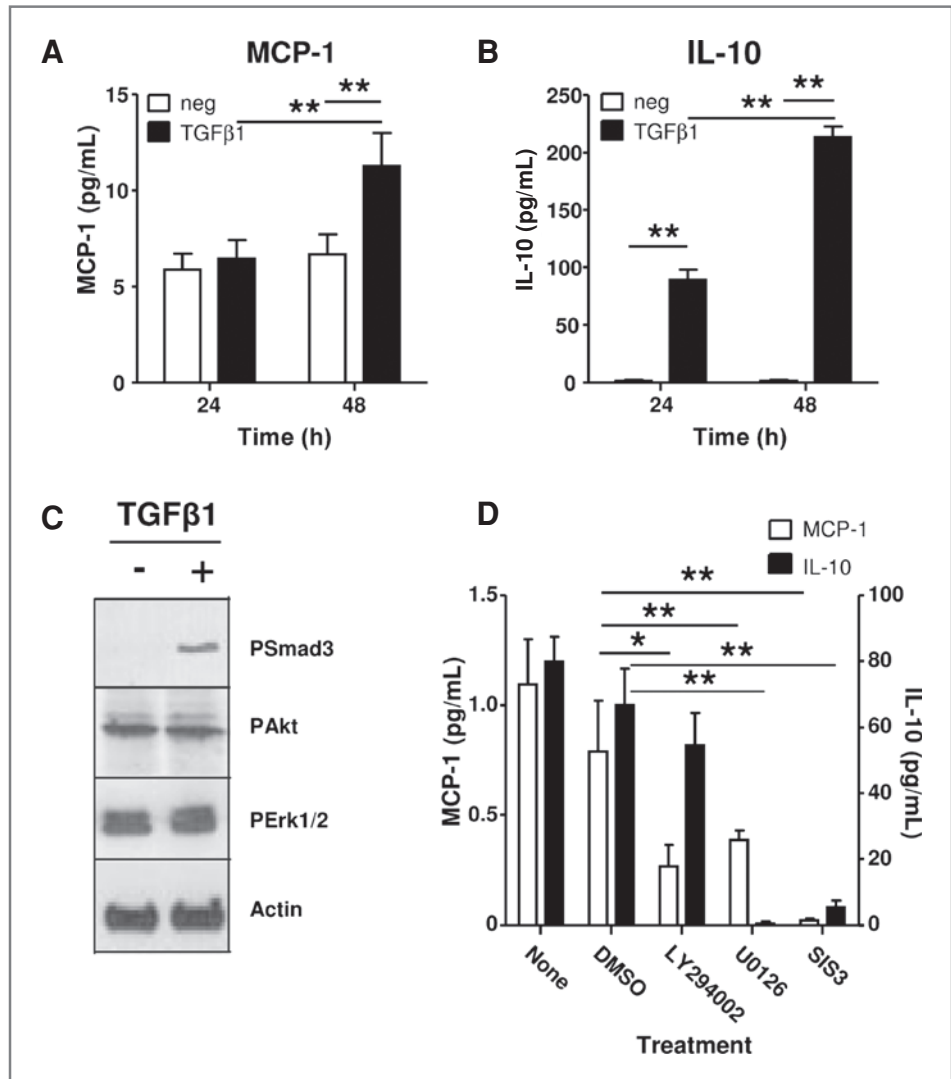 A
MCP-1
neg
TGFβ1
**
**
MCP-1 (pg/mL)
15
10
5
0
24
48
Time (h)
B
IL-10
neg
TGFβ1
**
**
**
IL-10 (pg/mL)
250
200
150
100
50
0
24
48
Time (h)
C
TGFβ1
- +
PSmad3
PAkt
PErk1/2
Actin
D
MCP-1
IL-10
**
**
*
**
**
MCP-1 (pg/mL)
1.5
1.0
0.5
0
IL-10 (pg/mL)
100
80
60
40
20
0
None
DMSO
LY294002
U0126
SIS3
Treatment